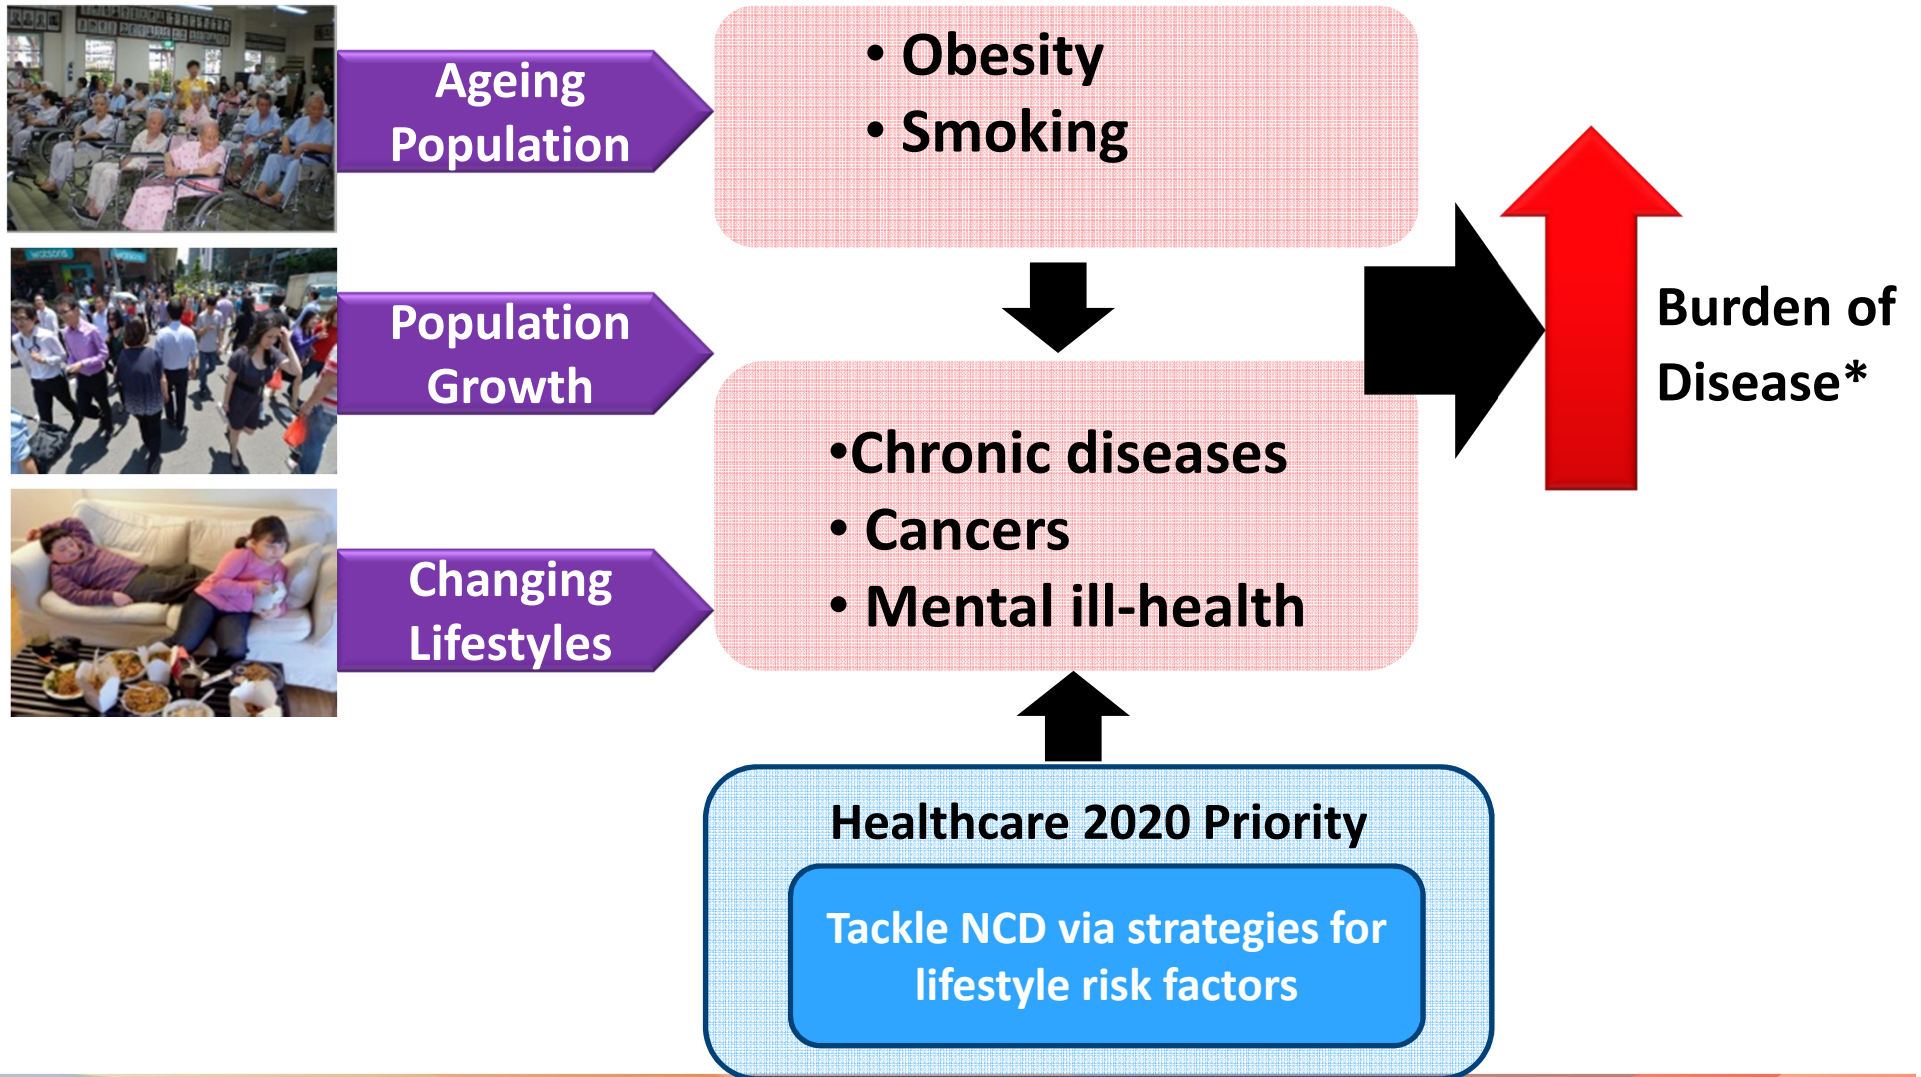 Ageing
Population
• Obesity
• Smoking
watsons
Population
Growth
Burden of
Disease*
•Chronic diseases
• Cancers
• Mental ill-health
Changing
Lifestyles
Healthcare 2020 Priority
Tackle NCD via strategies for
lifestyle risk factors